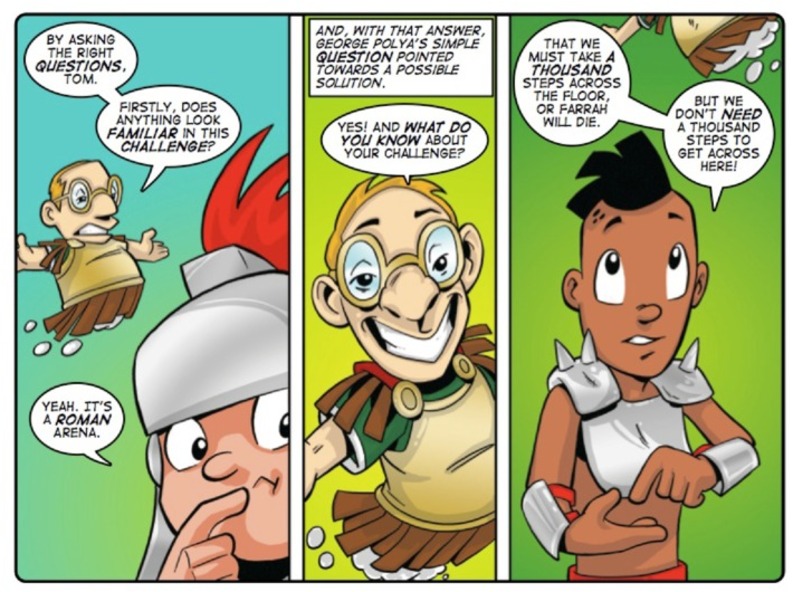 BY ASKING
THE RIGHT
QUESTIONS,
TOM.
FIRSTLY, DOES
ANYTHING LOOK
FAMILIAR IN THIS
CHALLENGE?
YEAH. IT'S
A ROMAN
ARENA.
AND, WITH THAT ANSWER,
GEORGE POLYA'S SIMPLE
QUESTION POINTED
TOWARDS A POSSIBLE
SOLUTION.
YES! AND WHAT DO
YOU KNOW ABOUT
YOUR CHALLENGE?
THAT WE
MUST TAKE A
THOUSAND
STEPS ACROSS
THE FLOOR,
OR FARRAH
WILL DIE.
BUT WE
DON'T NEED
A THOUSAND
STEPS TO
GET ACROSS
HERE!